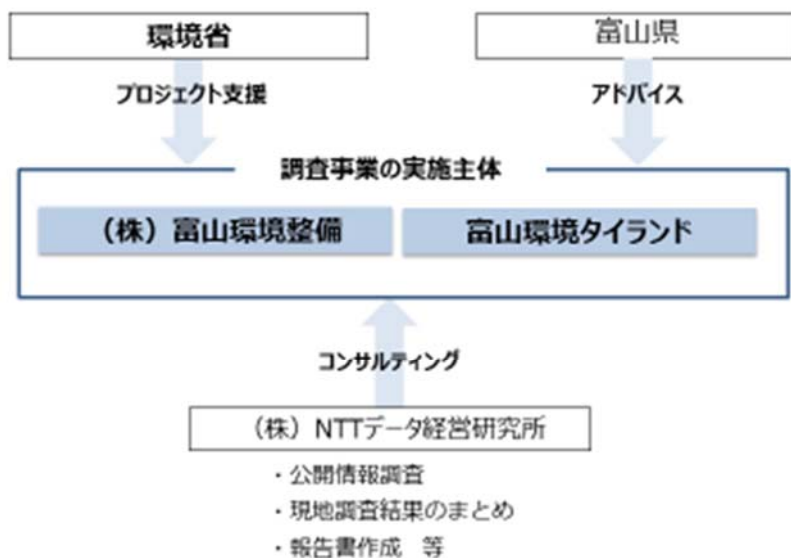 環境省
富山県
プロジェクト支援
アドバイス
調査事業の実施主体
（株）富山環境整備
富山環境タイランド
コンサルティング
（株）NTTデータ経営研究所
・公開情報調査
・現地調査結果のまとめ
・報告書作成　等